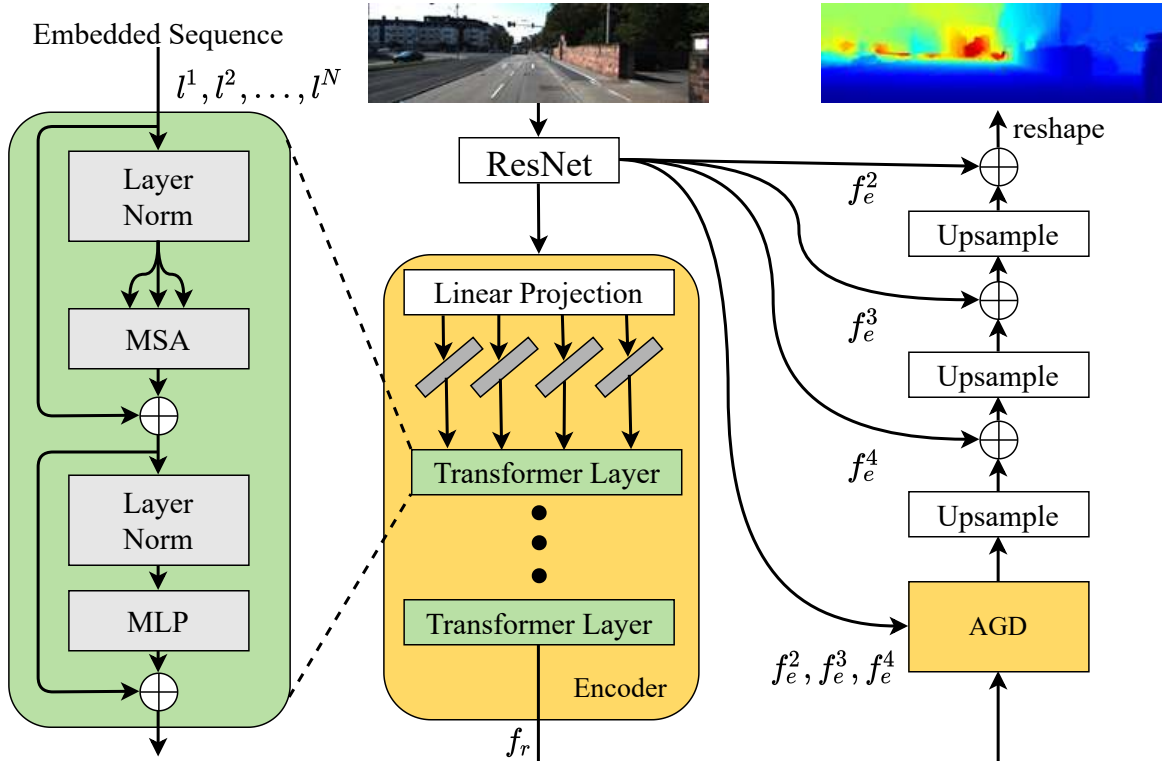 Embedded Sequence
l^1, l^2, ..., l^N
Layer
Norm
MSA
Layer
Norm
MLP
ResNet
Linear Projection
Transformer Layer
Transformer Layer
Encoder
f_r
reshape
f_e^2
Upsample
f_e^3
Upsample
f_e^4
Upsample
AGD
f_e^2, f_e^3, f_e^4